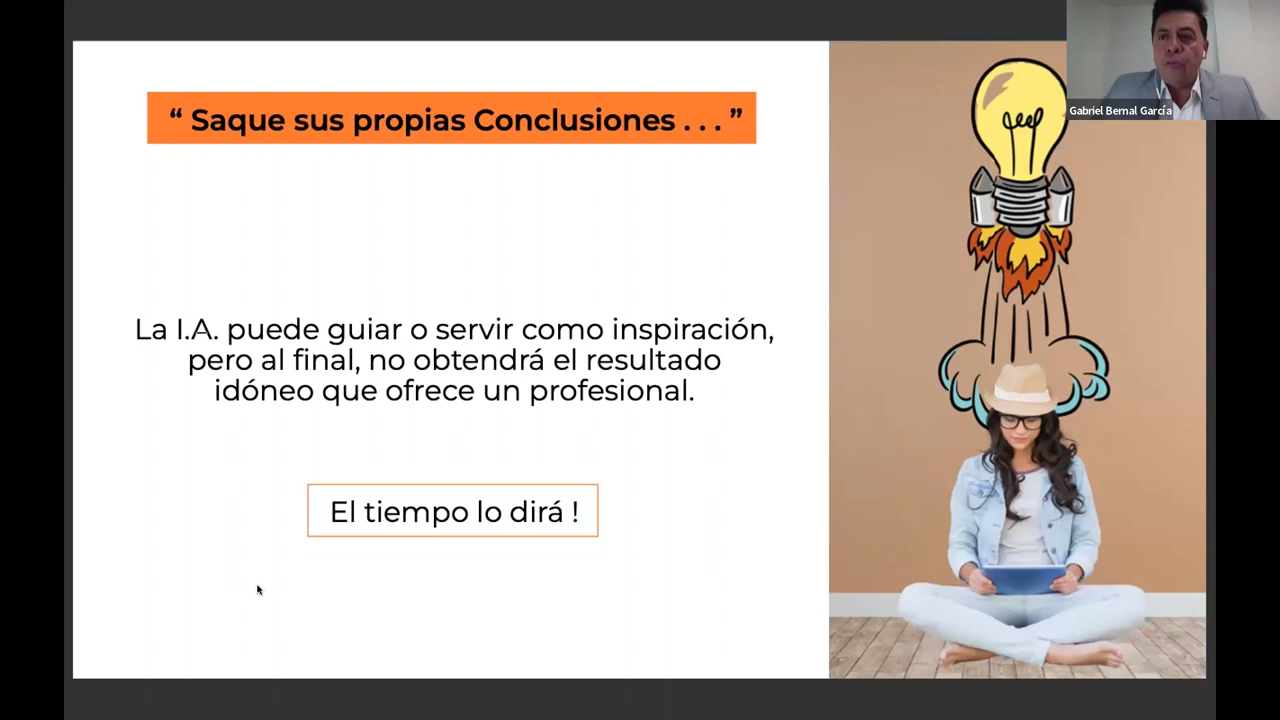 “ Saque sus propias Conclusiones . . . ”
Gabriel Bernal García
La I.A. puede guiar o servir como inspiración,
pero al final, no obtendrá el resultado
idóneo que ofrece un profesional.
El tiempo lo dirá !